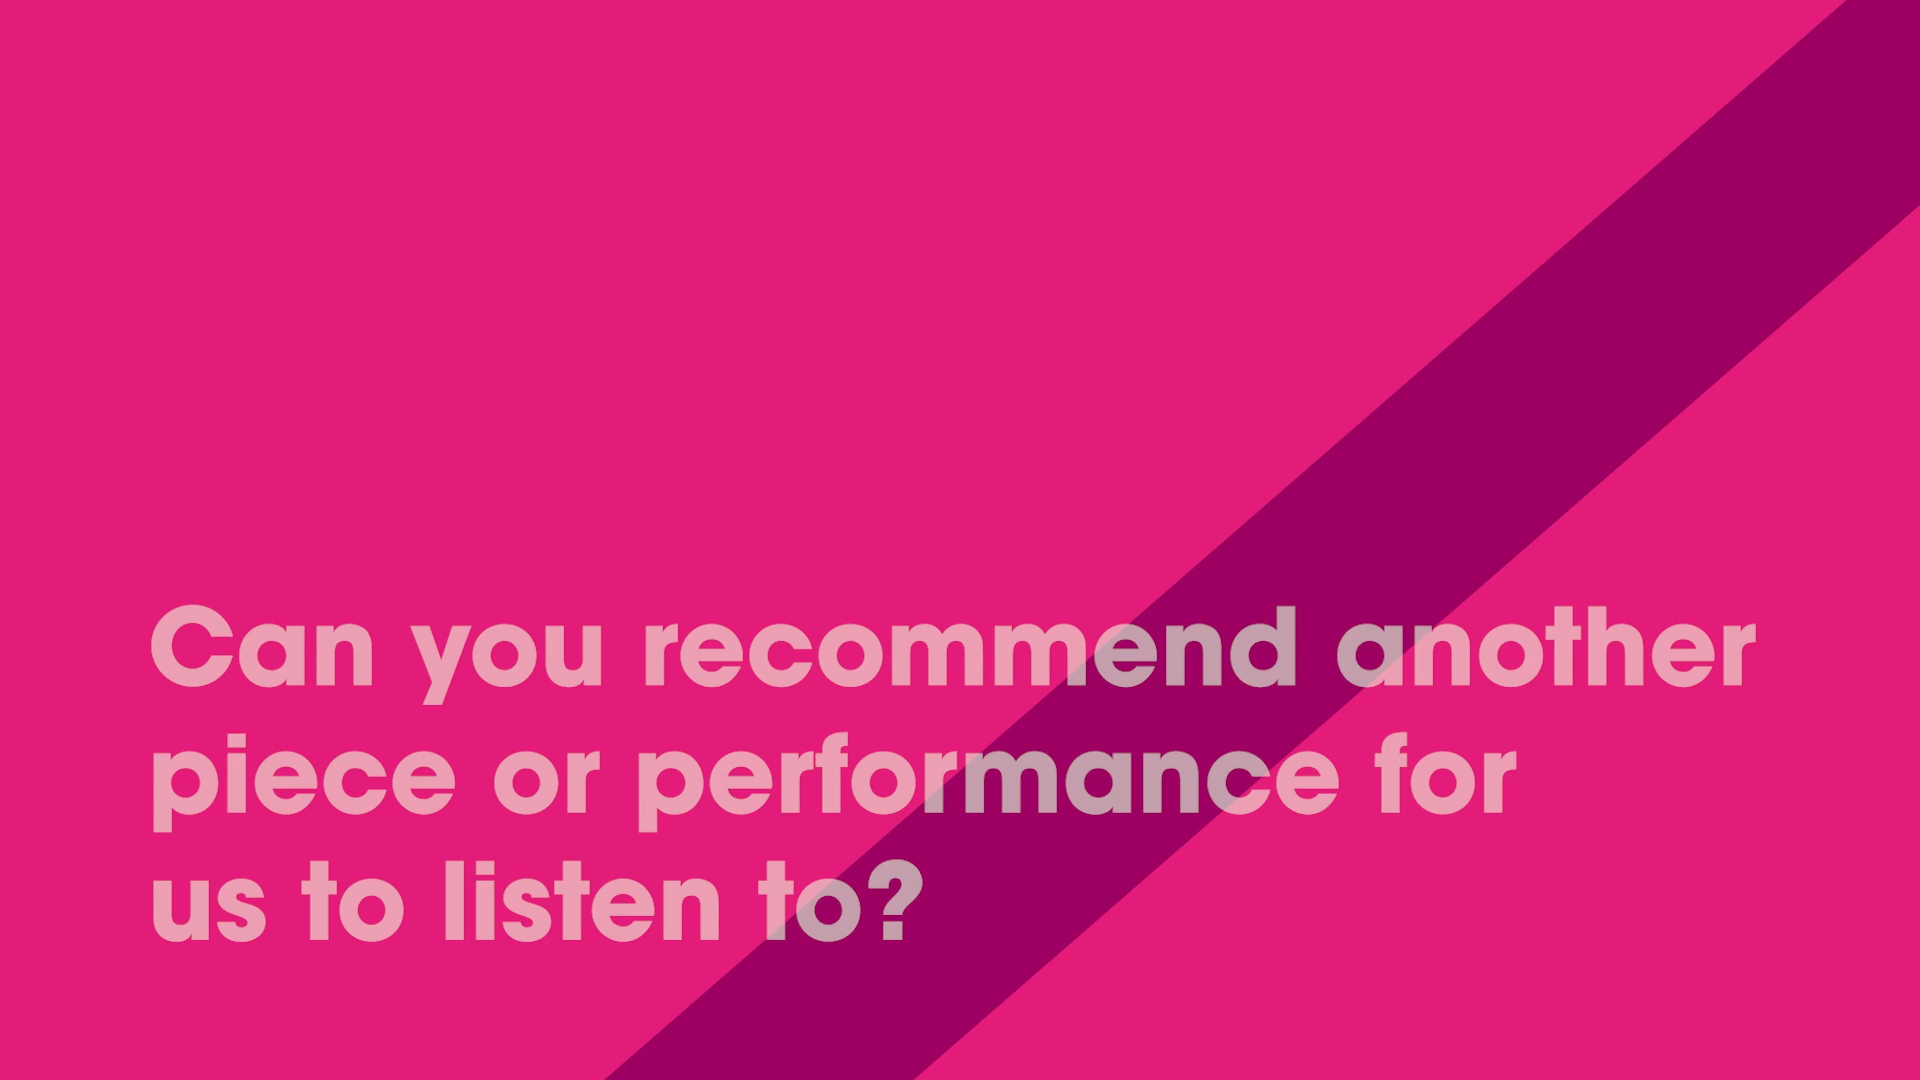 Can you recommend another
piece or performance for
us to listen to?